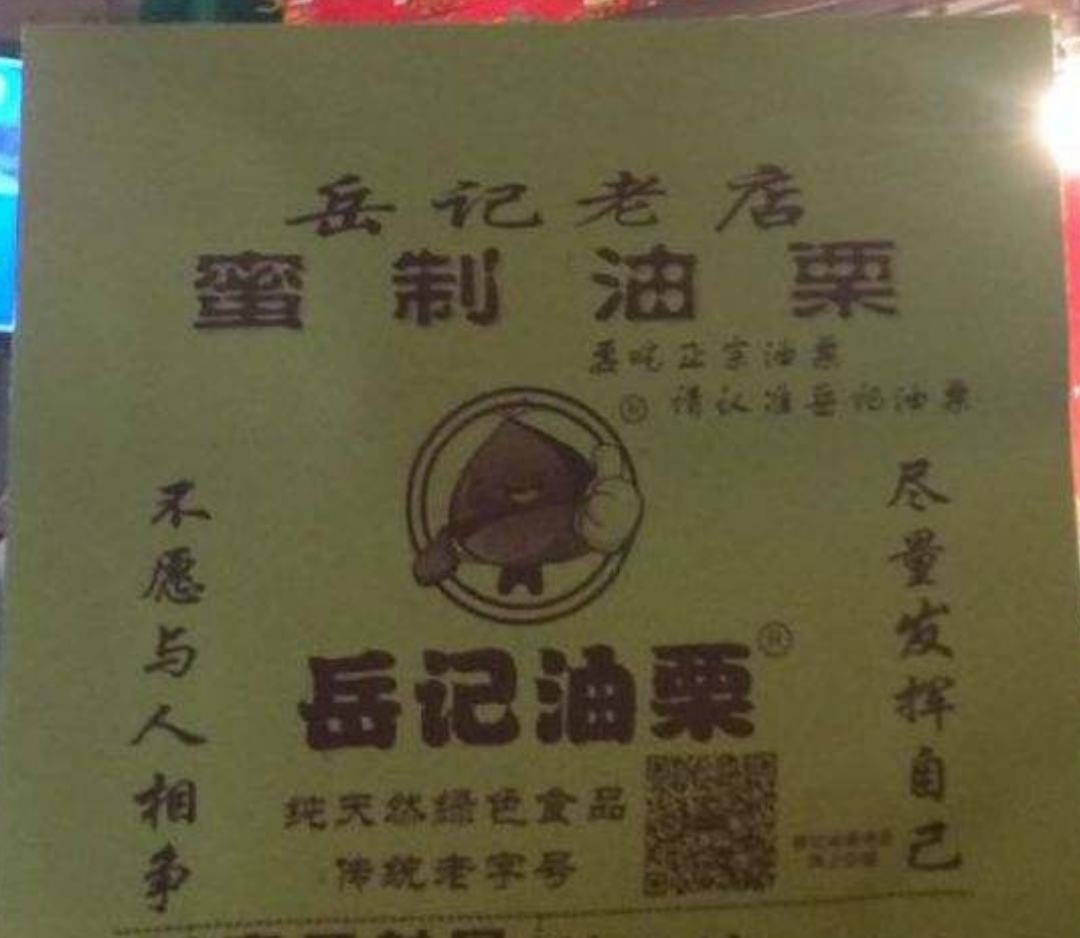 岳记老店
蜜制油栗
要吃正宗油栗
® 请认准岳记油栗
尽量发挥自己
不愿与人相争
岳记油栗®
纯天然绿色食品
传统老字号